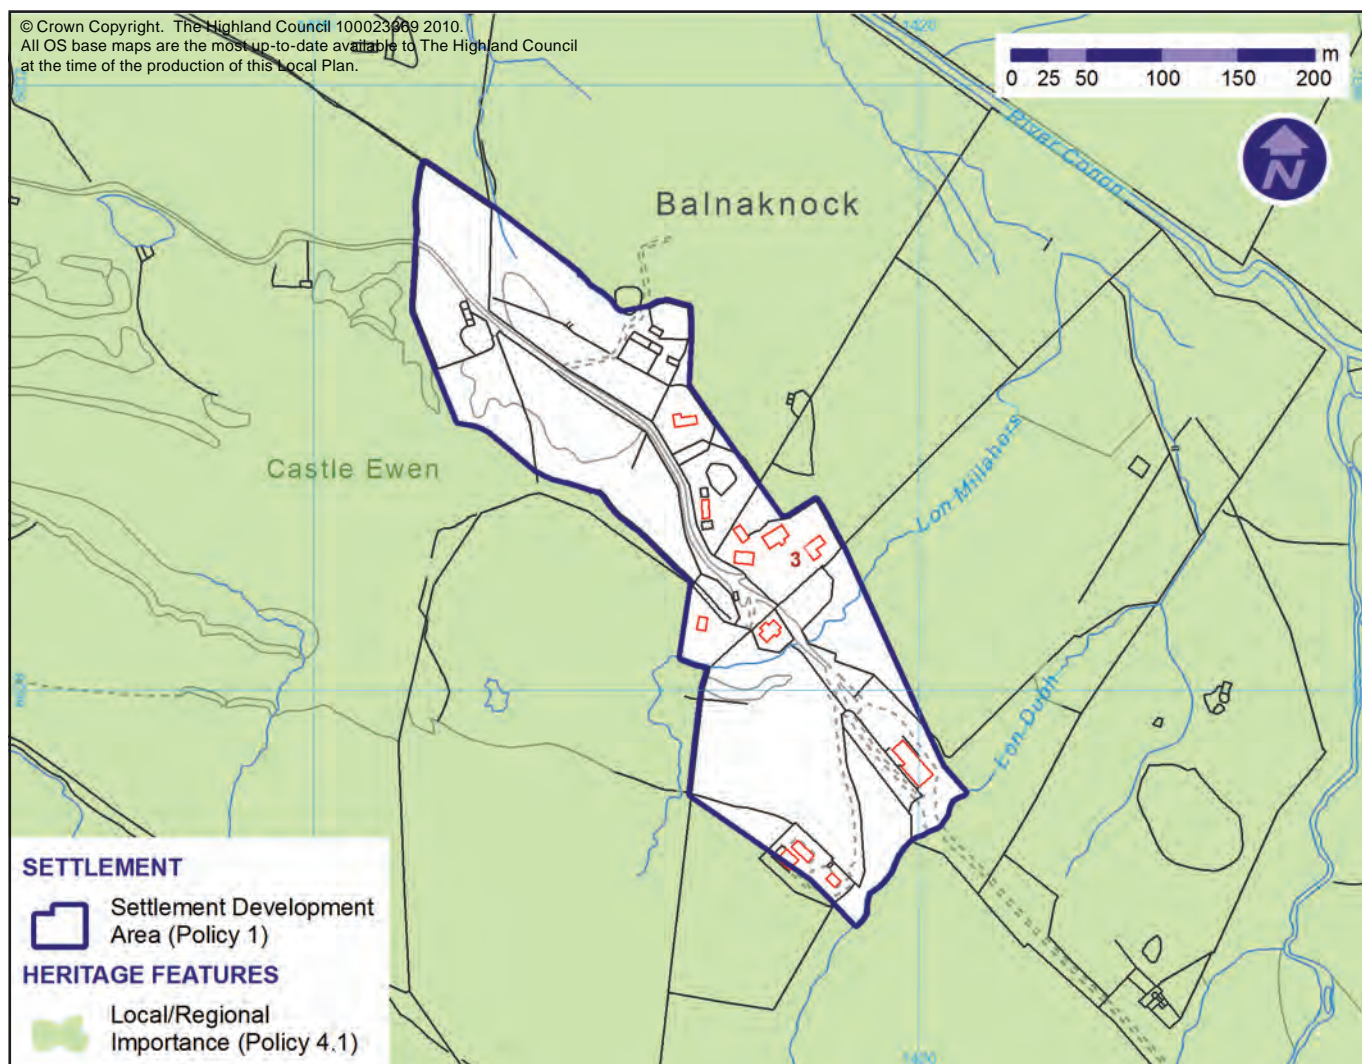 © Crown Copyright.  The Highland Council 100023369 2010.
All OS base maps are the most up-to-date available to The Highland Council
at the time of the production of this Local Plan.
1420
m
0 25 50 100 150 200
River Conon
N
Balnaknock
Castle Ewen
Lon Millahors
3
Lon Dubh
SETTLEMENT
Settlement Development
Area (Policy 1)
HERITAGE FEATURES
Local/Regional
Importance (Policy 4.1)